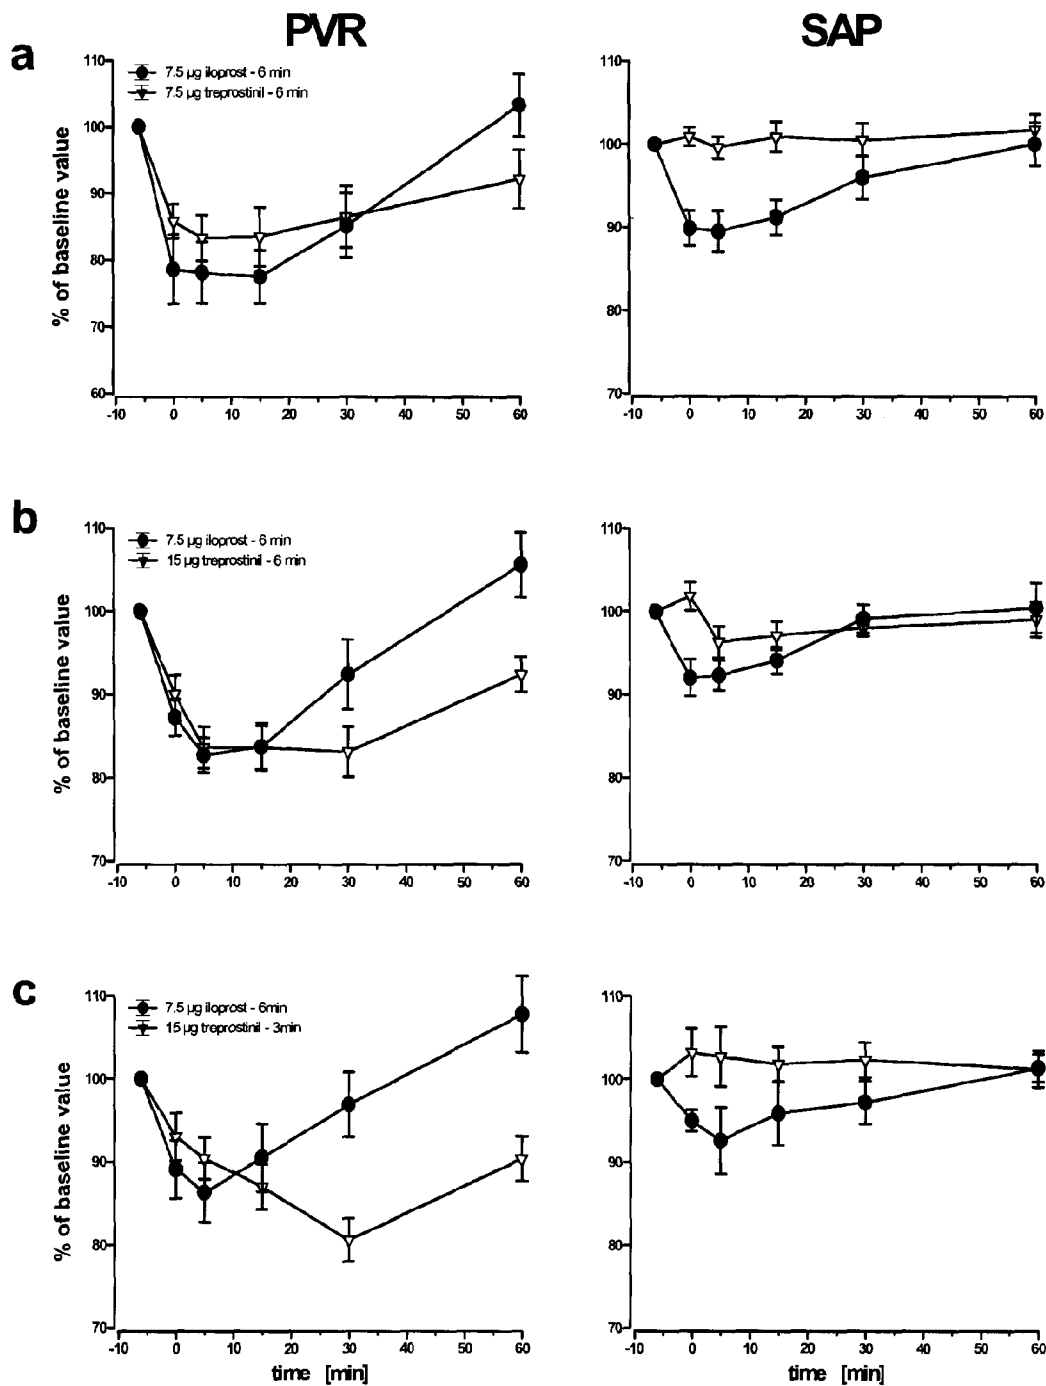 PVR
SAP
a
7.5 µg iloprost - 6 min
7.5 µg treprostinil - 6 min
% of baseline value
110
100
90
80
70
60
-10 0 10 20 30 40 50 60
110
100
90
80
70
-10 0 10 20 30 40 50 60
b
7.5 µg iloprost - 6 min
15 µg treprostinil - 6 min
% of baseline value
110
100
90
80
70
-10 0 10 20 30 40 50 60
110
100
90
80
70
-10 0 10 20 30 40 50 60
c
7.5 µg iloprost - 6min
15 µg treprostinil - 3min
% of baseline value
110
100
90
80
70
-10 0 10 20 30 40 50 60
time [min]
110
100
90
80
70
-10 0 10 20 30 40 50 60
time [min]